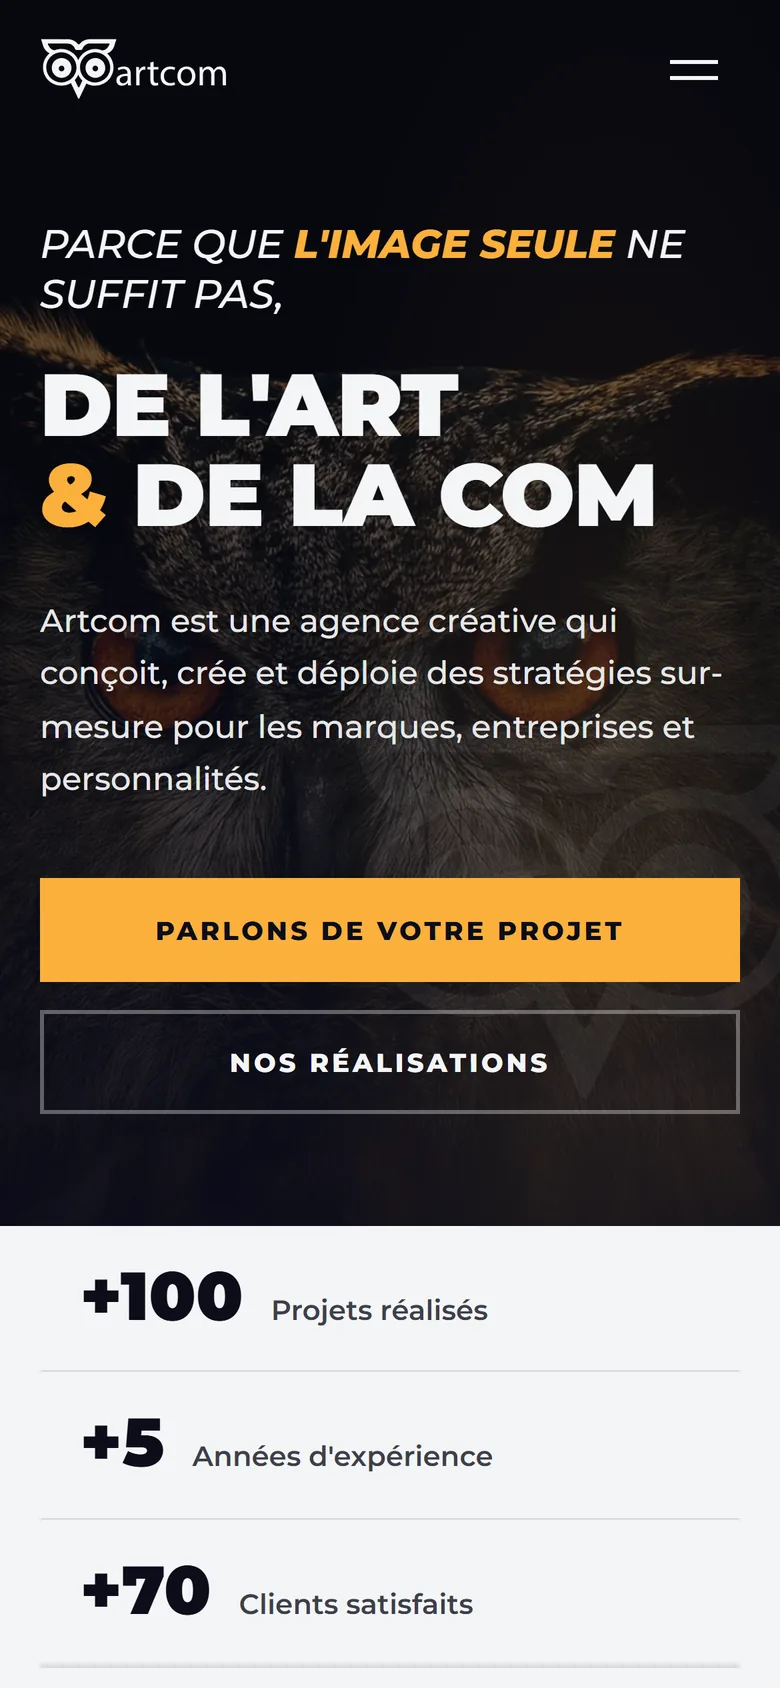 artcom
PARCE QUE L'IMAGE SEULE NE
SUFFIT PAS,
DE L'ART
& DE LA COM
Artcom est une agence créative qui
conçoit, crée et déploie des stratégies sur-
mesure pour les marques, entreprises et
personnalités.
PARLONS DE VOTRE PROJET
NOS RÉALISATIONS
+100 Projets réalisés
+5 Années d'expérience
+70 Clients satisfaits